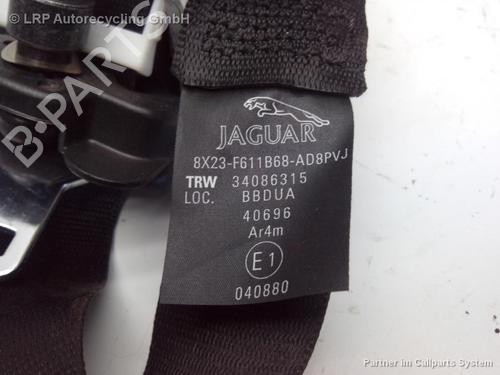 © LRP Autorecycling GmbH
B-PARTS
JAGUAR
8X23-F611B68-AD8PVJ
TRW 34086315
LOC. BBDUA
40696
Ar4m
E1
040880
Partner im Callparts System